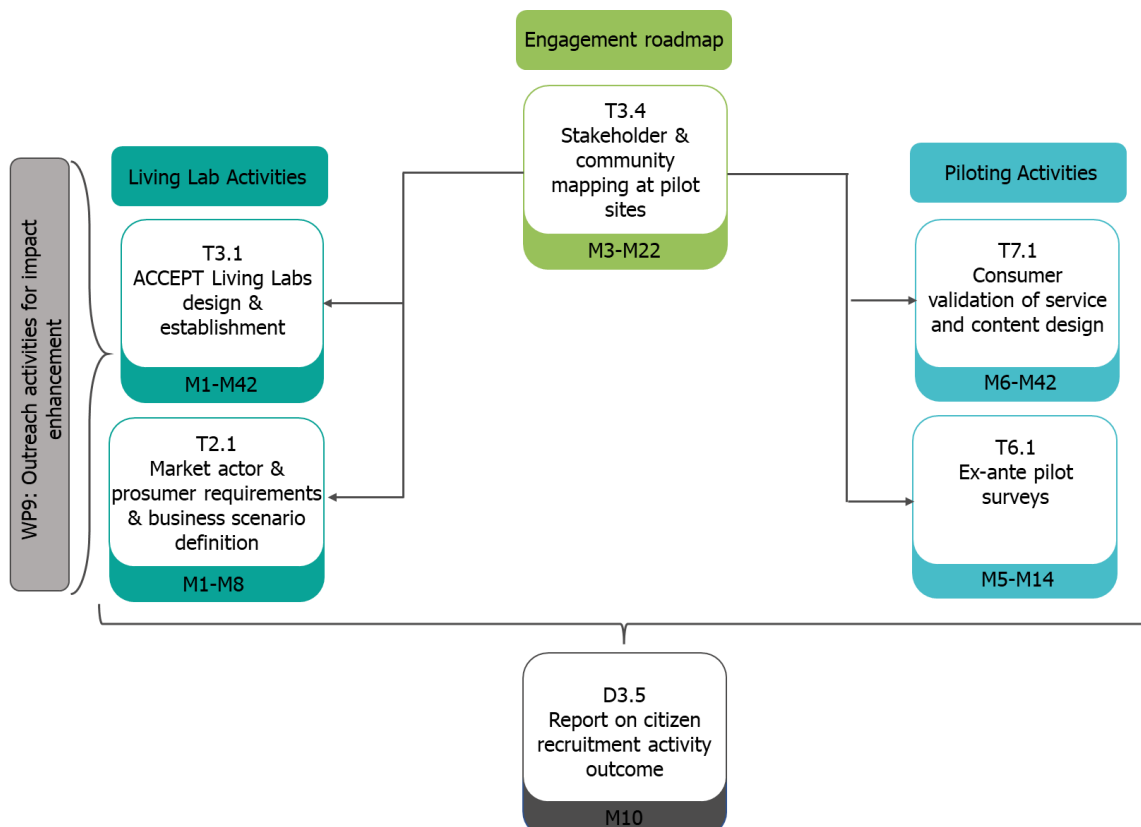 Engagement roadmap
T3.4
Stakeholder &
community
mapping at pilot
sites
M3-M22
WP9: Outreach activities for impact
enhancement
Living Lab Activities
T3.1
ACCEPT Living Labs
design &
establishment
M1-M42
T2.1
Market actor &
prosumer requirements
& business scenario
definition
M1-M8
Piloting Activities
T7.1
Consumer
validation of service
and content design
M6-M42
T6.1
Ex-ante pilot
surveys
M5-M14
D3.5
Report on citizen
recruitment activity
outcome
M10